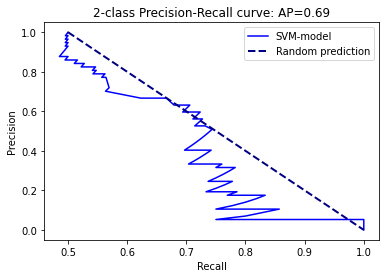 2-class Precision-Recall curve: AP=0.69
SVM-model
Random prediction
Precision
1.0
0.8
0.6
0.4
0.2
0.0
0.5
0.6
0.7
0.8
0.9
1.0
Recall